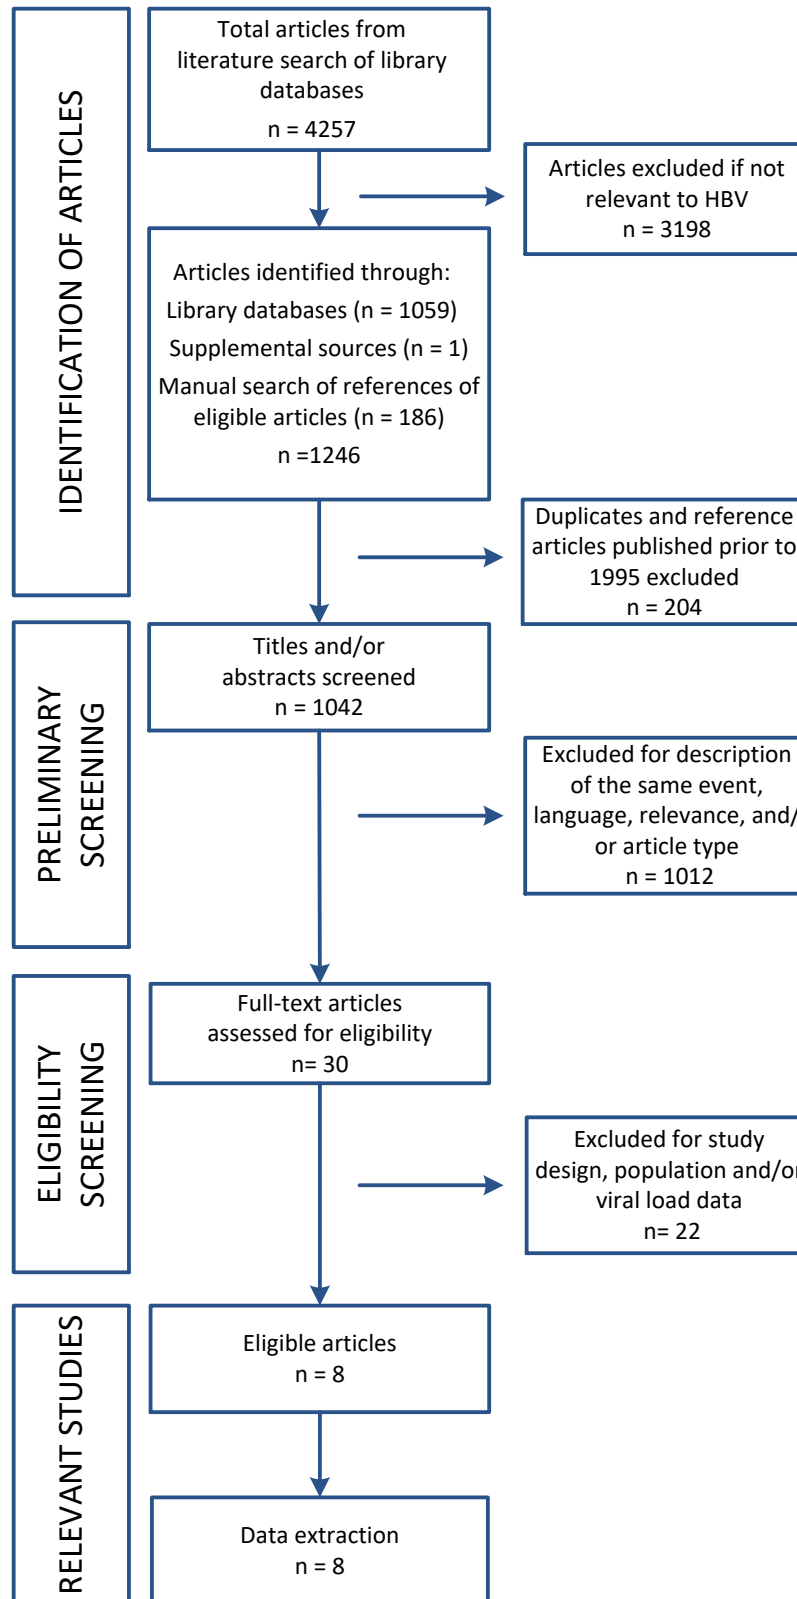 IDENTIFICATION OF ARTICLES
Total articles from
literature search of library
databases
n = 4257
Articles excluded if not
relevant to HBV
n = 3198
Articles identified through:
Library databases (n = 1059)
Supplemental sources (n = 1)
Manual search of references of
eligible articles (n = 186)
n =1246
Duplicates and reference
articles published prior to
1995 excluded
n = 204
PRELIMINARY
SCREENING
Titles and/or
abstracts screened
n = 1042
Excluded for description
of the same event,
language, relevance, and/
or article type
n = 1012
ELIGIBILITY
SCREENING
Full-text articles
assessed for eligibility
n= 30
Excluded for study
design, population and/or
viral load data
n= 22
RELEVANT STUDIES
Eligible articles
n = 8
Data extraction
n = 8